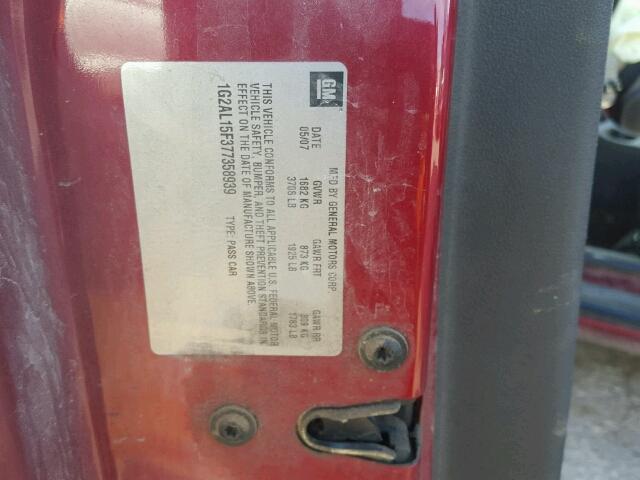 GM
MFD BY GENERAL MOTORS CORP
DATE GVWR GAWR FRT GAWR RR
05/07 1682 KG 873 KG 809 KG
3708 LB 1925 LB 1783 LB
THIS VEHICLE CONFORMS TO ALL APPLICABLE U.S. FEDERAL MOTOR
VEHICLE SAFETY, BUMPER, AND THEFT PREVENTION STANDARDS IN
EFFECT ON THE DATE OF MANUFACTURE SHOWN ABOVE.
1G2AL15F377358939 TYPE: PASS CAR